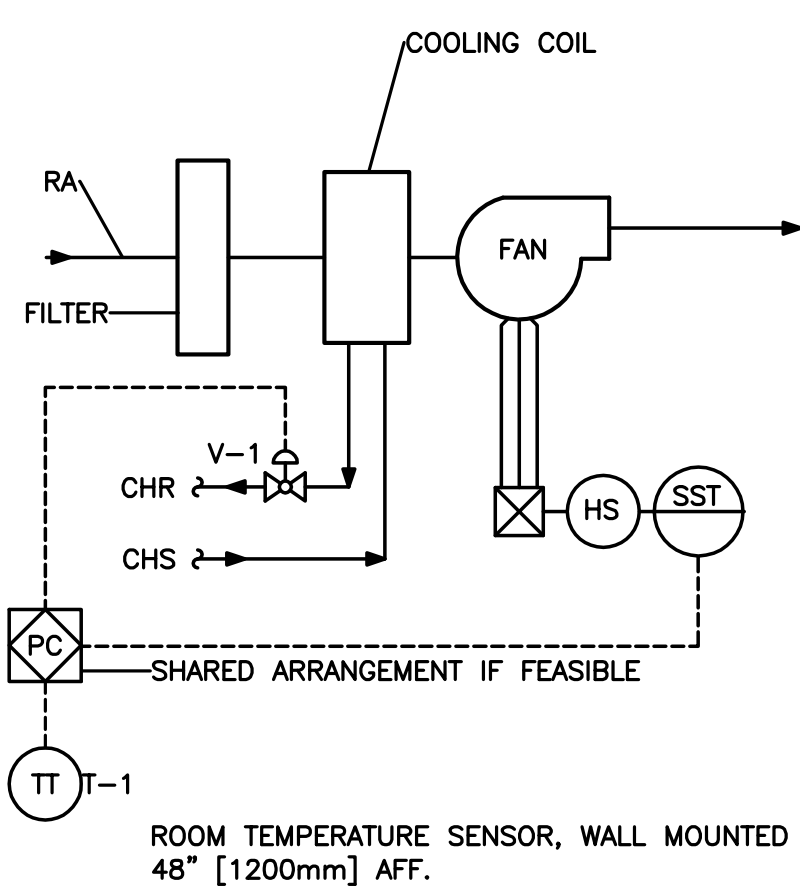 COOLING COIL
RA
FAN
FILTER
V-1
CHR
HS
SST
CHS
PC
SHARED ARRANGEMENT IF FEASIBLE
TT
T-1
ROOM TEMPERATURE SENSOR, WALL MOUNTED
48" [1200mm] AFF.